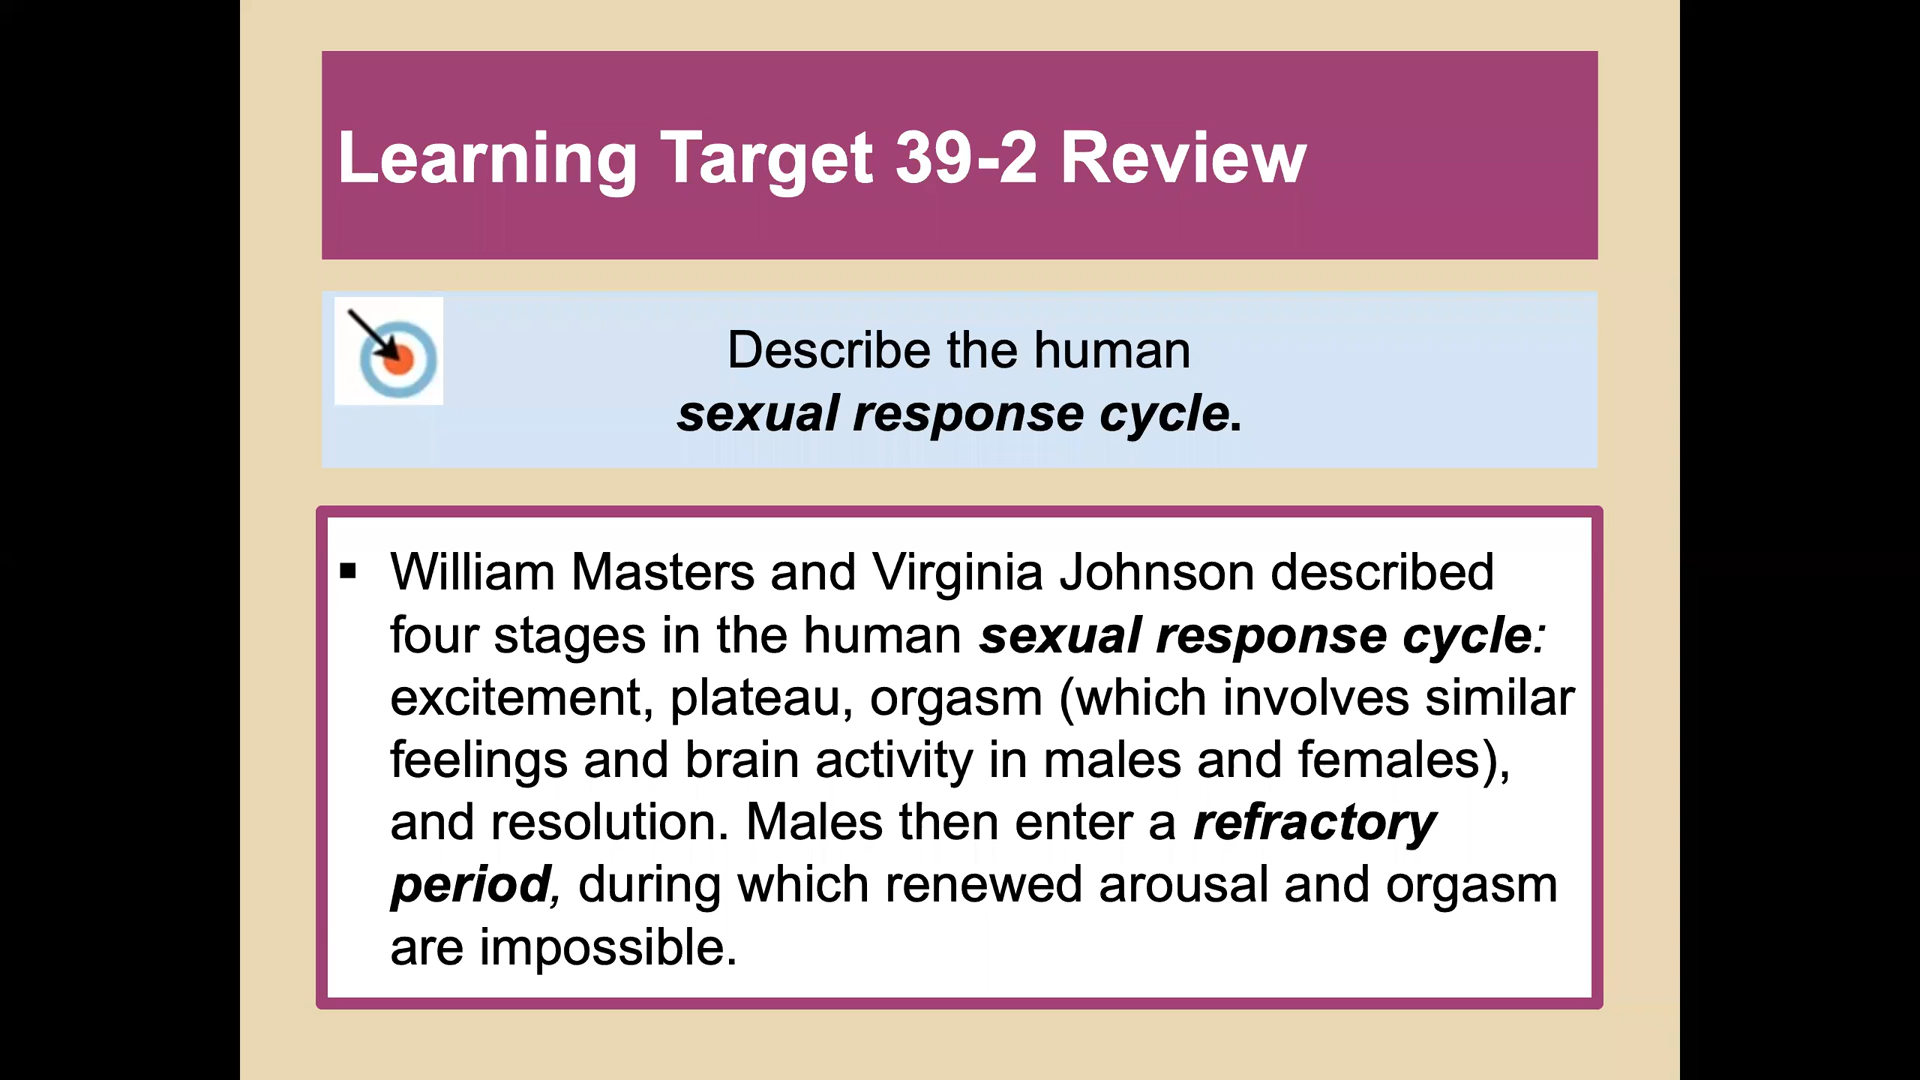 Learning Target 39-2 Review
Describe the human
sexual response cycle.
▪ William Masters and Virginia Johnson described
four stages in the human sexual response cycle:
excitement, plateau, orgasm (which involves similar
feelings and brain activity in males and females),
and resolution. Males then enter a refractory
period, during which renewed arousal and orgasm
are impossible.